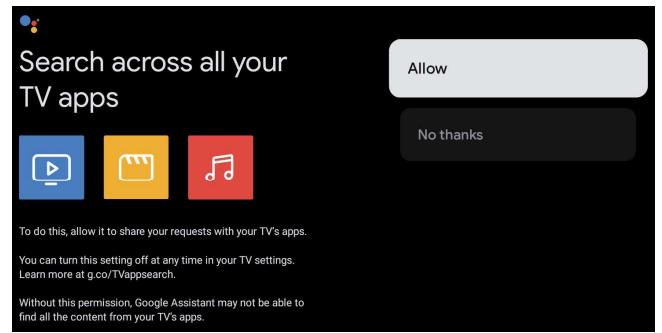 Search across all your
TV apps
Allow
No thanks
To do this, allow it to share your requests with your TV's apps.
You can turn this setting off at any time in your TV settings.
Learn more at g.co/TVappsearch.
Without this permission, Google Assistant may not be able to
find all the content from your TV's apps.